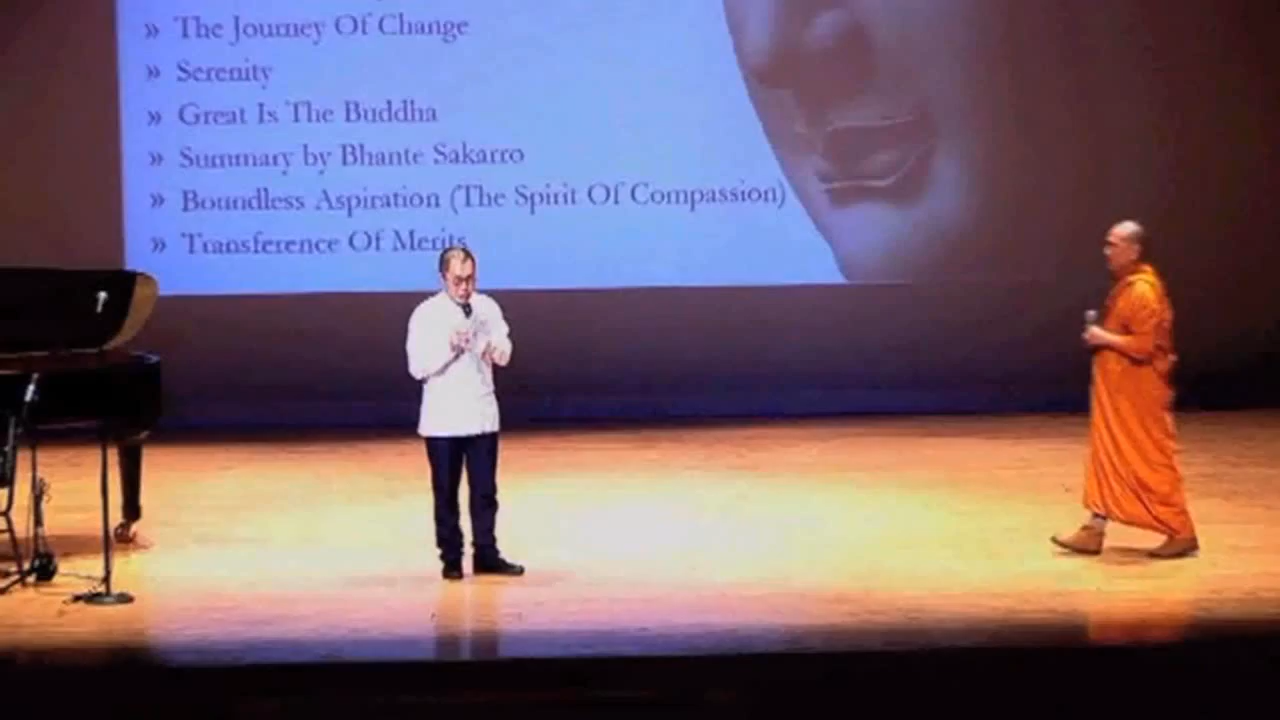 » The Journey Of Change
» Serenity
» Great Is The Buddha
» Summary by Bhante Sakarro
» Boundless Aspiration (The Spirit Of Compassion)
» Transference Of Merits